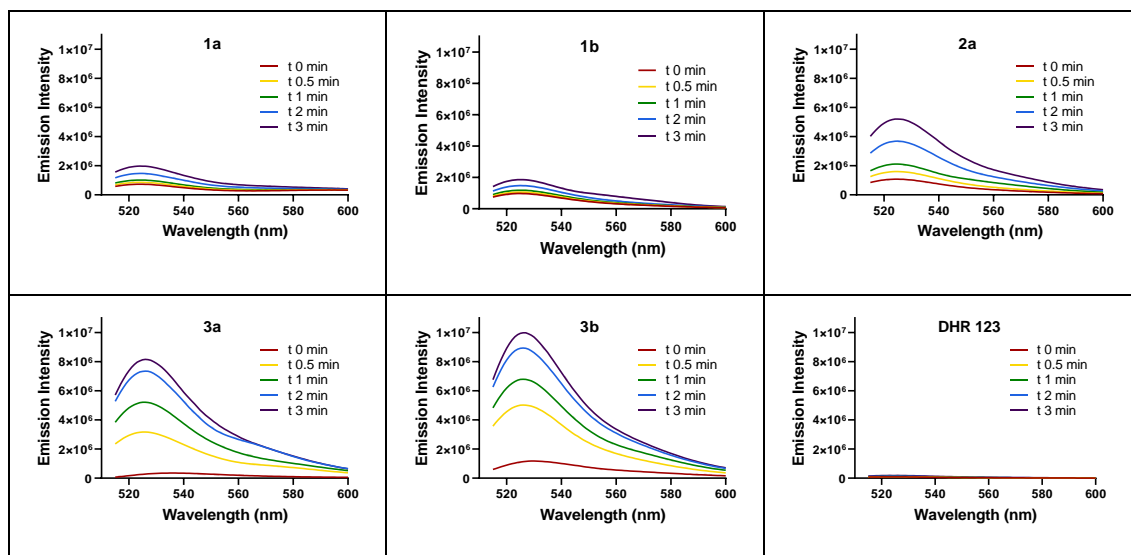 1a
Emission Intensity
1×10⁷
8×10⁶
6×10⁶
4×10⁶
2×10⁶
0
t 0 min
t 0.5 min
t 1 min
t 2 min
t 3 min
520 540 560 580 600
Wavelength (nm)
1b
Emission Intensity
1×10⁷
8×10⁶
6×10⁶
4×10⁶
2×10⁶
0
t 0 min
t 0.5 min
t 1 min
t 2 min
t 3 min
520 540 560 580 600
Wavelength (nm)
2a
Emission Intensity
1×10⁷
8×10⁶
6×10⁶
4×10⁶
2×10⁶
0
t 0 min
t 0.5 min
t 1 min
t 2 min
t 3 min
520 540 560 580 600
Wavelength (nm)
3a
Emission Intensity
1×10⁷
8×10⁶
6×10⁶
4×10⁶
2×10⁶
0
t 0 min
t 0.5 min
t 1 min
t 2 min
t 3 min
520 540 560 580 600
Wavelength (nm)
3b
Emission Intensity
1×10⁷
8×10⁶
6×10⁶
4×10⁶
2×10⁶
0
t 0 min
t 0.5 min
t 1 min
t 2 min
t 3 min
520 540 560 580 600
Wavelength (nm)
DHR 123
Emission Intensity
1×10⁷
8×10⁶
6×10⁶
4×10⁶
2×10⁶
0
t 0 min
t 0.5 min
t 1 min
t 2 min
t 3 min
520 540 560 580 600
Wavelength (nm)